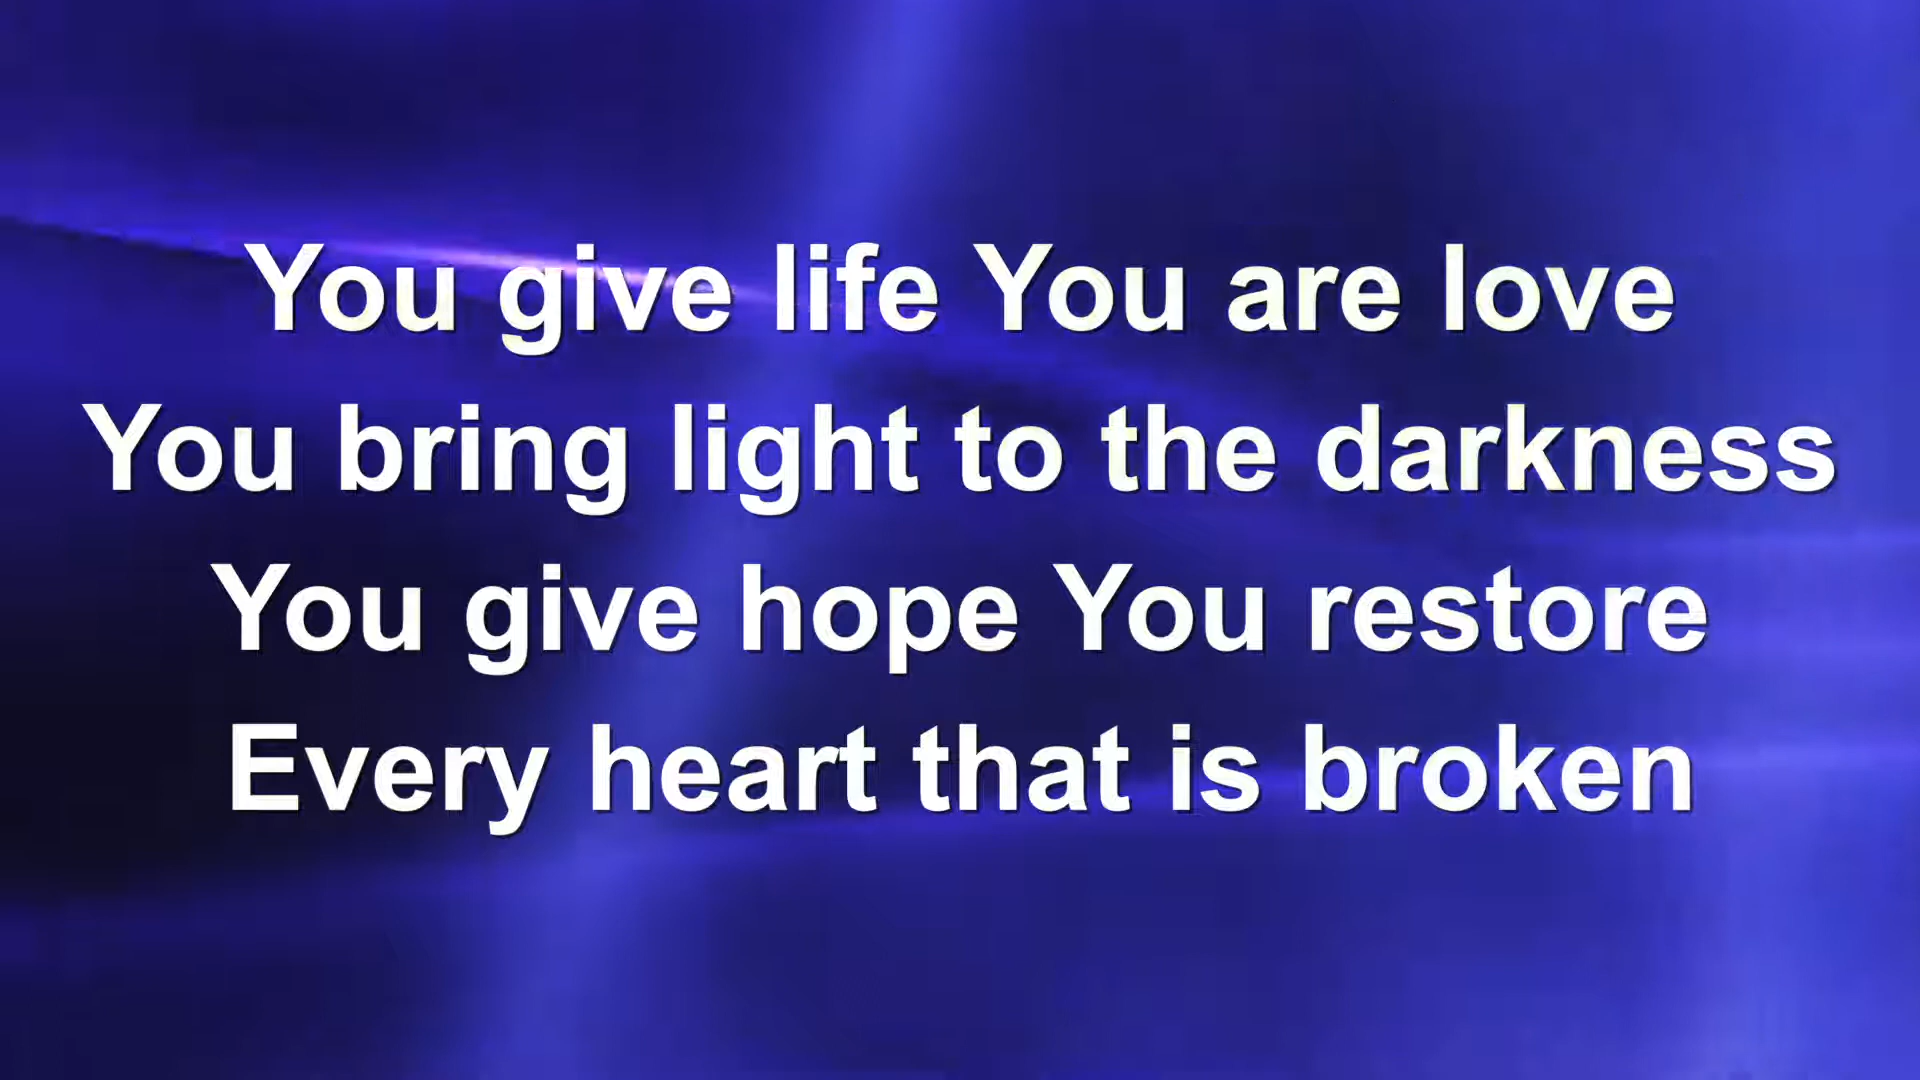 You give life You are love
You bring light to the darkness
You give hope You restore
Every heart that is broken